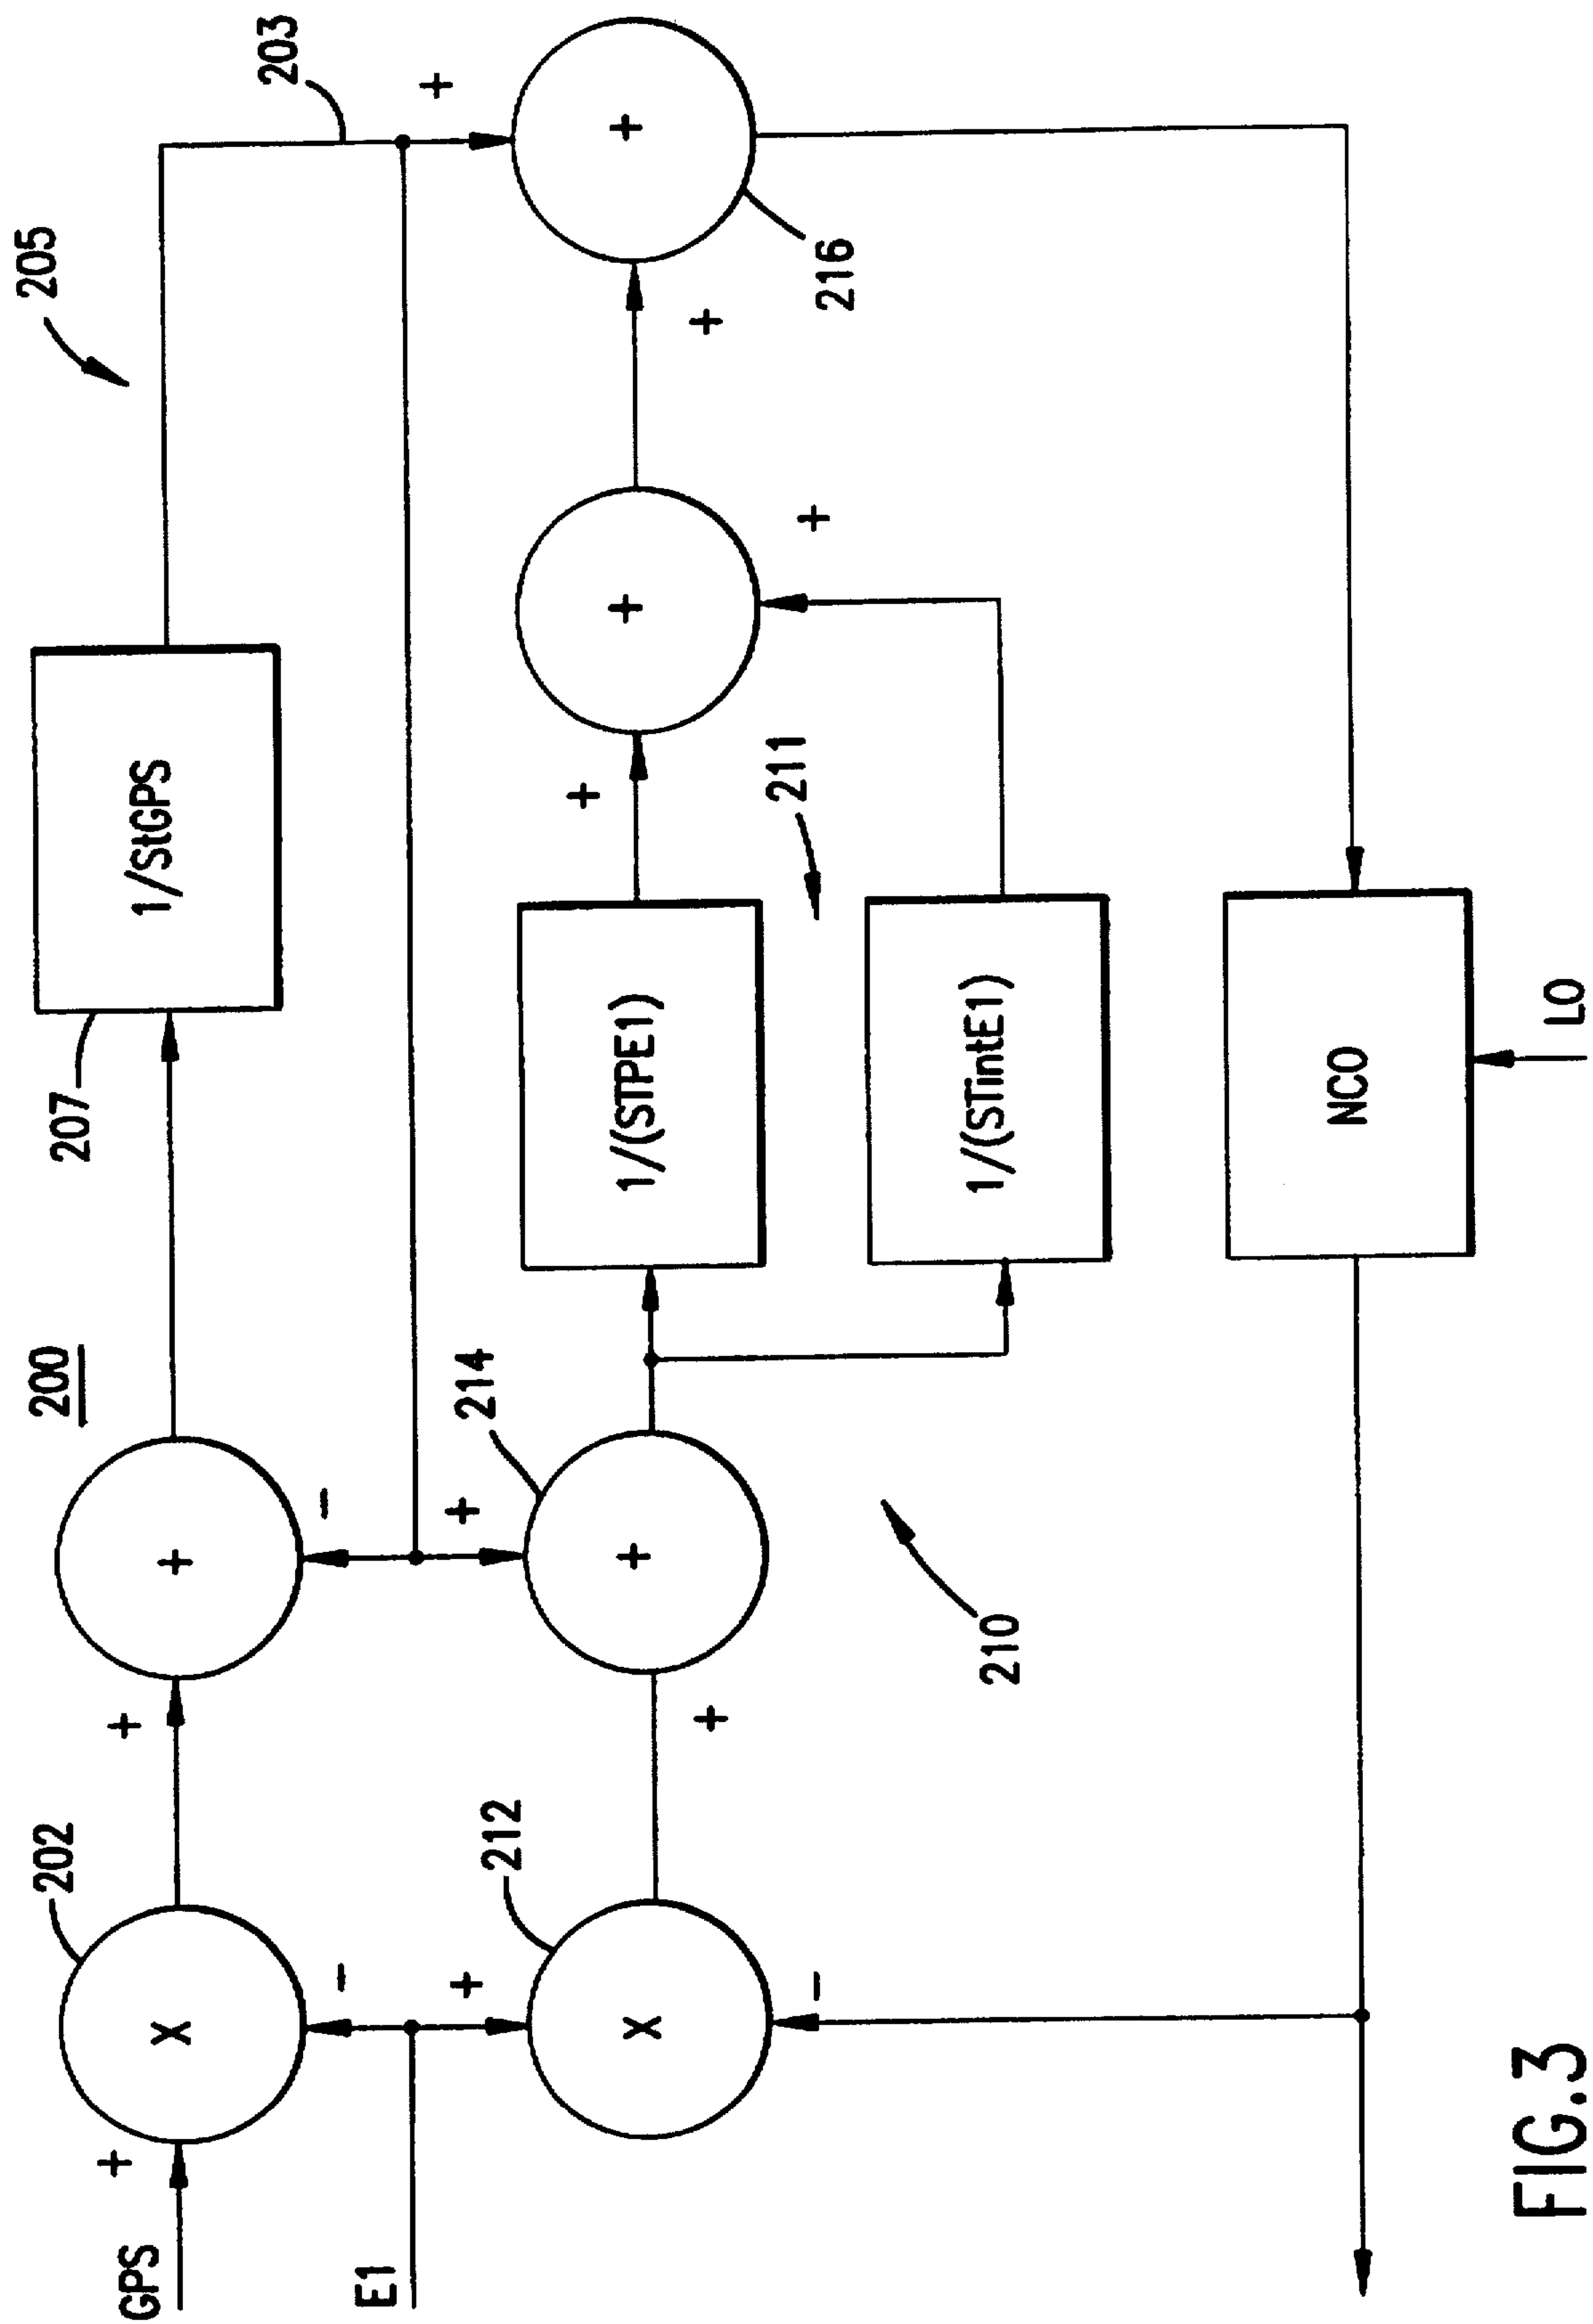 200
205
203
207
1/StGPS
202
+
+
-
+
GPS
+
X
-
+
E1
212
X
-
+
214
+
+
1/(STPE1)
+
+
+
+
+
216
211
1/(STintE1)
+
210
NCO
LO
FIG.3